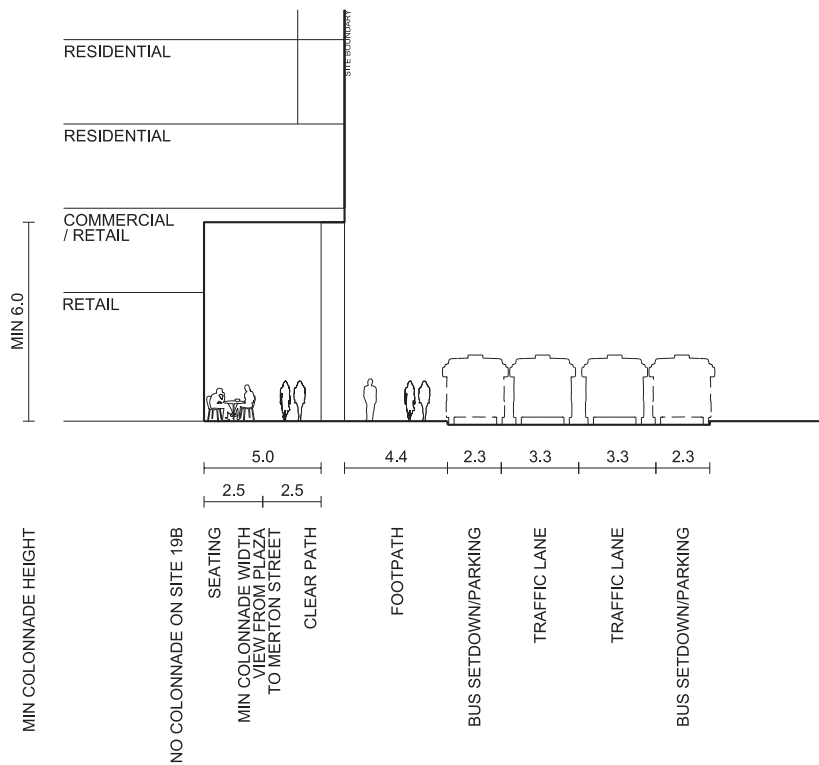 RESIDENTIAL
SITE BOUNDARY
RESIDENTIAL
COMMERCIAL
/ RETAIL
RETAIL
MIN 6.0
5.0
4.4
2.3
3.3
3.3
2.3
2.5
2.5
MIN COLONNADE HEIGHT
NO COLONNADE ON SITE 19B
SEATING
MIN COLONNADE WIDTH
VIEW FROM PLAZA
TO MERTON STREET
CLEAR PATH
FOOTPATH
BUS SETDOWN/PARKING
TRAFFIC LANE
TRAFFIC LANE
BUS SETDOWN/PARKING